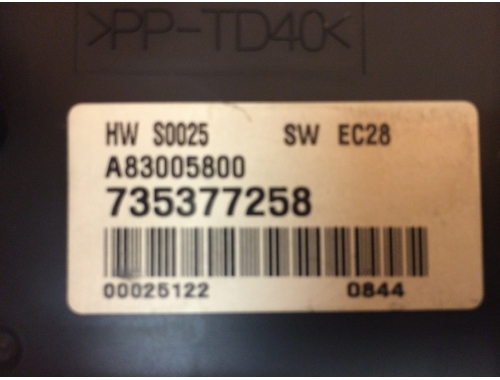 >PP-TD40<
HW S0025 SW EC28
A83005800
735377258
00025122 0844